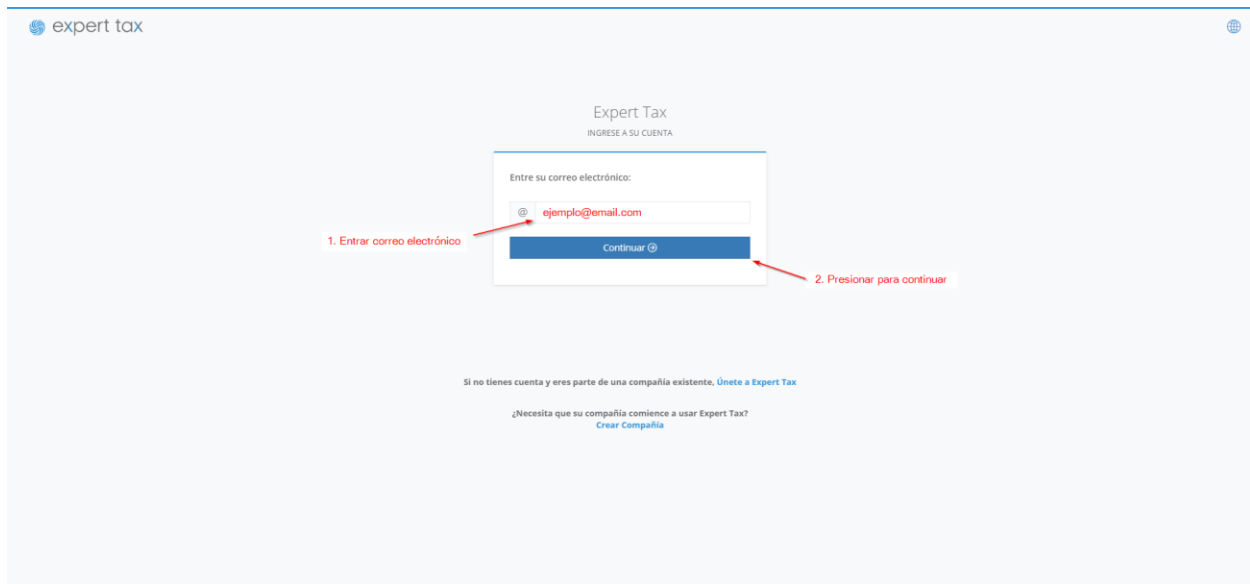 expert tax
Expert Tax
INGRESE A SU CUENTA
Entre su correo electrónico:
@ ejemplo@email.com
1. Entrar correo electrónico
Continuar
2. Presionar para continuar
Si no tienes cuenta y eres parte de una compañía existente, Únete a Expert Tax
¿Necesita que su compañía comience a usar Expert Tax?
Crear Compañía